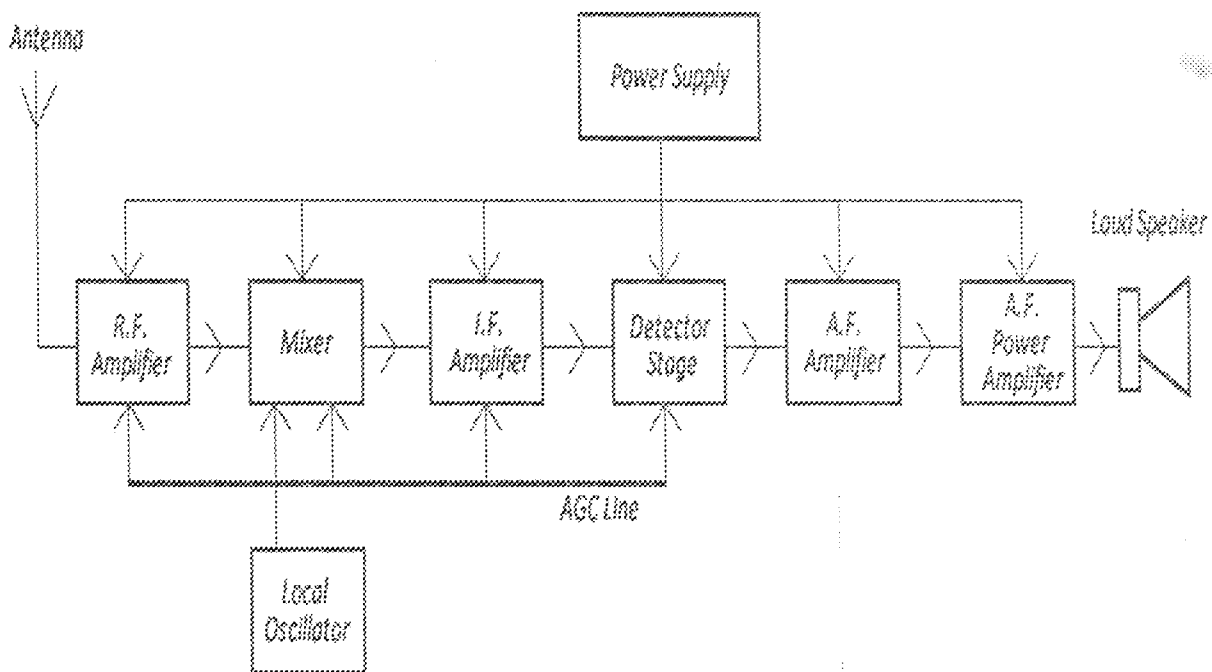 Antenna
Power Supply
Loud Speaker
R.F.
Amplifier
Mixer
I.F.
Amplifier
Detector
Stage
A.F.
Amplifier
A.F.
Power
Amplifier
AGC Line
Local
Oscillator